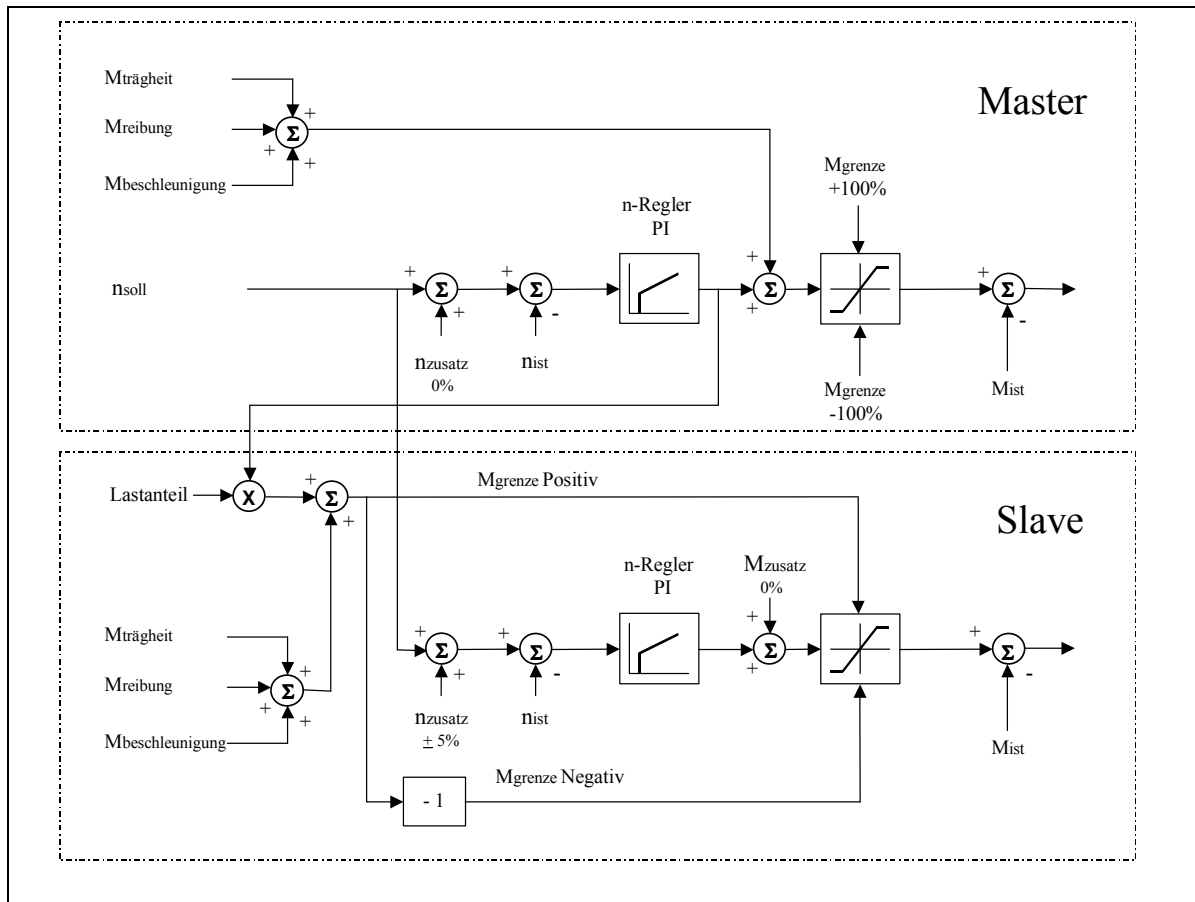 Master
Mträgheit
Mreibung
Mbeschleunigung
+
Σ
+
+
Mgrenze
+100%
n-Regler
PI
nsoll
+
Σ
+
+
Σ
-
+
Σ
+
+
Σ
-
nzusatz
0%
nist
Mgrenze
-100%
Mist
Slave
Lastanteil
X
+
Σ
+
Mgrenze Positiv
n-Regler
PI
Mzusatz
0%
Mträgheit
Mreibung
Mbeschleunigung
+
Σ
+
+
+
Σ
+
+
Σ
-
+
Σ
+
+
Σ
-
nzusatz
± 5%
nist
Mist
Mgrenze Negativ
- 1